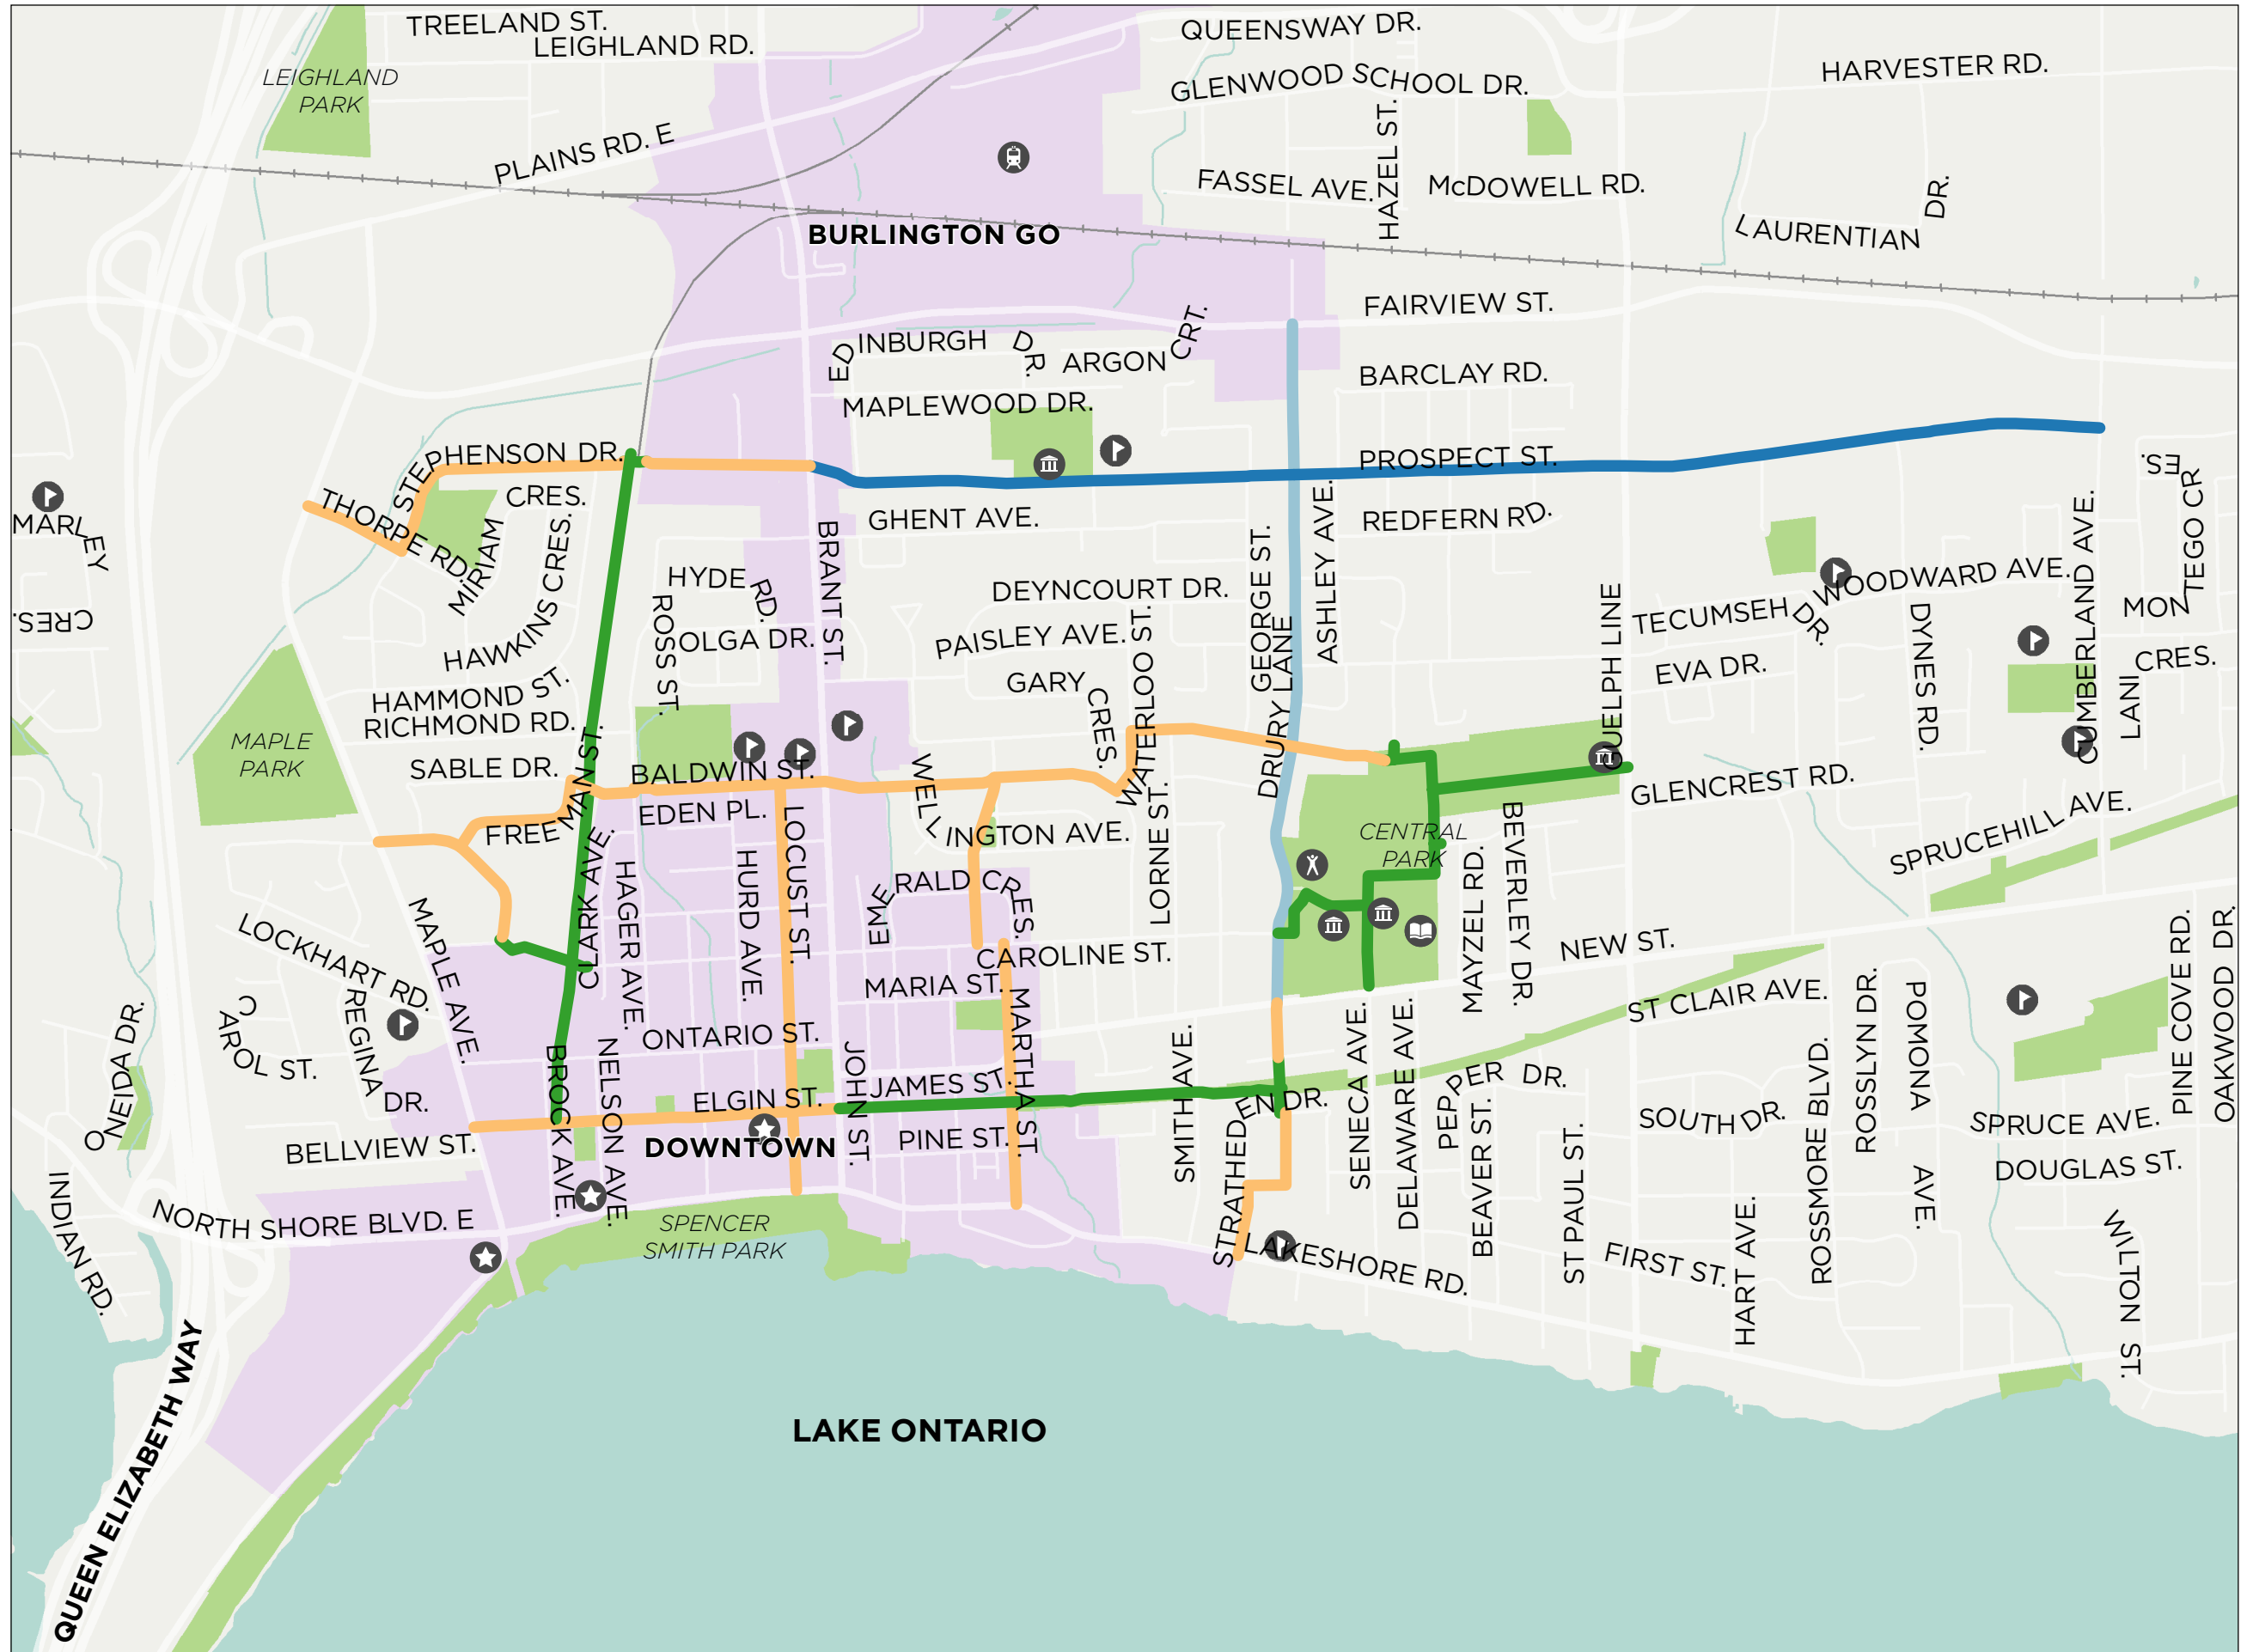 TREELAND ST.
LEIGHLAND RD.
QUEENSWAY DR.
GLENWOOD SCHOOL DR.
HARVESTER RD.
LEIGHLAND
PARK
PLAINS RD. E
HAZEL ST.
FASSEL AVE.
McDOWELL RD.
LAURENTIAN DR.
BURLINGTON GO
FAIRVIEW ST.
EDINBURGH DR.
ARGON CRT.
BARCLAY RD.
MAPLEWOOD DR.
STEPHENSON DR.
PROSPECT ST.
THORPE RD.
MIRIAM CRES.
HAWKINS CRES.
MARLEY CRES.
GHENT AVE.
BRANT ST.
GEORGE ST.
ASHLEY AVE.
REDFERN RD.
CUMBERLAND AVE.
MONTEGO CRES.
HYDE RD.
ROSS ST.
OLGA DR.
DEYNCOURT DR.
PAISLEY AVE.
GARY CRES.
WATERLOO ST.
DRURY LANE
GUELPH LINE
TECUMSEH DR.
WOODWARD AVE.
EVA DR.
DYNES RD.
LANI CRES.
HAMMOND ST.
RICHMOND RD.
MAPLE
PARK
SABLE DR.
FREEMAN ST.
BALDWIN ST.
EDEN PL.
WELLINGTON AVE.
LOCUST ST.
HURD AVE.
HAGER AVE.
CLARK AVE.
EMERALD CRES.
LORNE ST.
CENTRAL
PARK
MAYZEL RD.
BEVERLEY DR.
GLENCREST RD.
SPRUCEHILL AVE.
LOCKHART RD.
MAPLE AVE.
CAROLINE ST.
MARIA ST.
NEW ST.
CAROL ST.
REGINA DR.
ONEIDA DR.
ONTARIO ST.
NELSON AVE.
BROCK AVE.
JOHN ST.
MARTHA ST.
ELGIN ST.
JAMES ST.
SMITH AVE.
SENECA AVE.
DELAWARE AVE.
PEPPER DR.
BEAVER ST.
ST PAUL ST.
ST CLAIR AVE.
ROSSLYN DR.
POMONA AVE.
PINE COVE RD.
OAKWOOD DR.
SOUTH DR.
ROSSMORE BLVD.
SPRUCE AVE.
DOUGLAS ST.
BELLVIEW ST.
DOWNTOWN
PINE ST.
STRATHEDEN DR.
INDIAN RD.
NORTH SHORE BLVD. E
SPENCER
SMITH PARK
LAKESHORE RD.
FIRST ST.
HART AVE.
WILTON ST.
QUEEN ELIZABETH WAY
LAKE ONTARIO